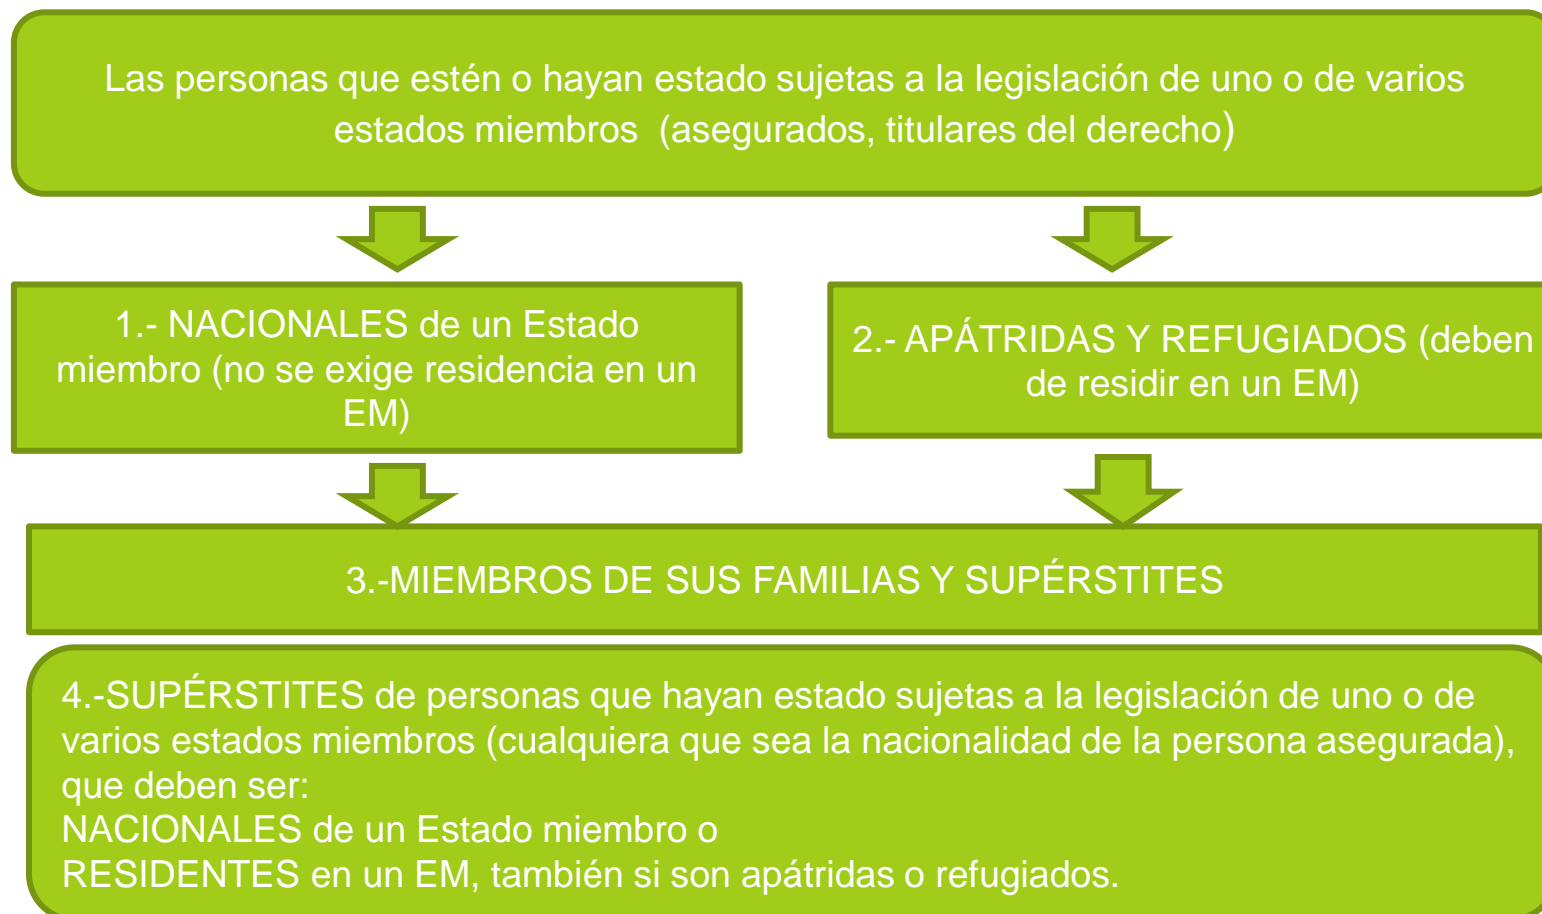 Las personas que estén o hayan estado sujetas a la legislación de uno o de varios
estados miembros  (asegurados, titulares del derecho)
1.- NACIONALES de un Estado
miembro (no se exige residencia en un
EM)
2.- APÁTRIDAS Y REFUGIADOS (deben
de residir en un EM)
3.-MIEMBROS DE SUS FAMILIAS Y SUPÉRSTITES
4.-SUPÉRSTITES de personas que hayan estado sujetas a la legislación de uno o de
varios estados miembros (cualquiera que sea la nacionalidad de la persona asegurada),
que deben ser:
NACIONALES de un Estado miembro o
RESIDENTES en un EM, también si son apátridas o refugiados.